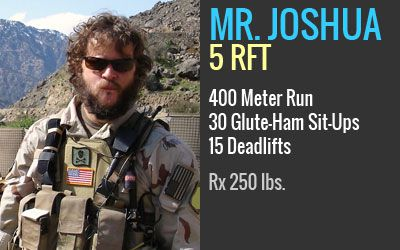 MR. JOSHUA
5 RFT
400 Meter Run
30 Glute-Ham Sit-Ups
15 Deadlifts
Rx 250 lbs.